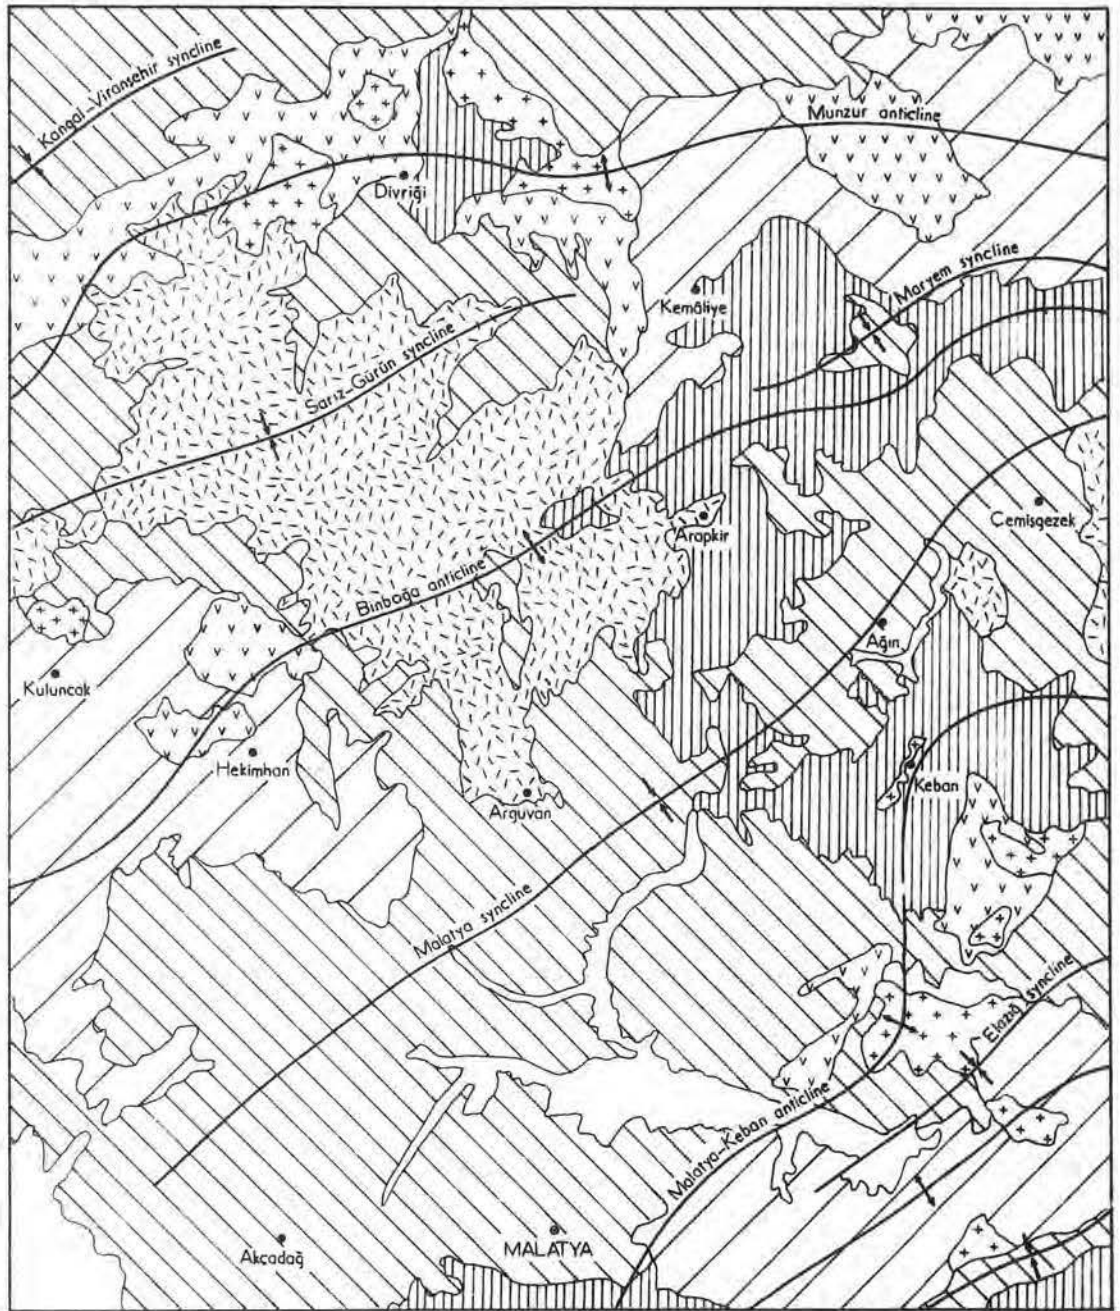 Kangal-Viranşehir syncline
Munzur anticline
Divriği
Maryem syncline
Kemâliye
Sarız-Gürün syncline
Cemişgezek
Arapkir
Binboğa anticline
Ağın
Kuluncak
Hekimhan
Keban
Arguvan
Malatya syncline
Elazığ syncline
Malatya-Keban anticline
Akçadağ
MALATYA